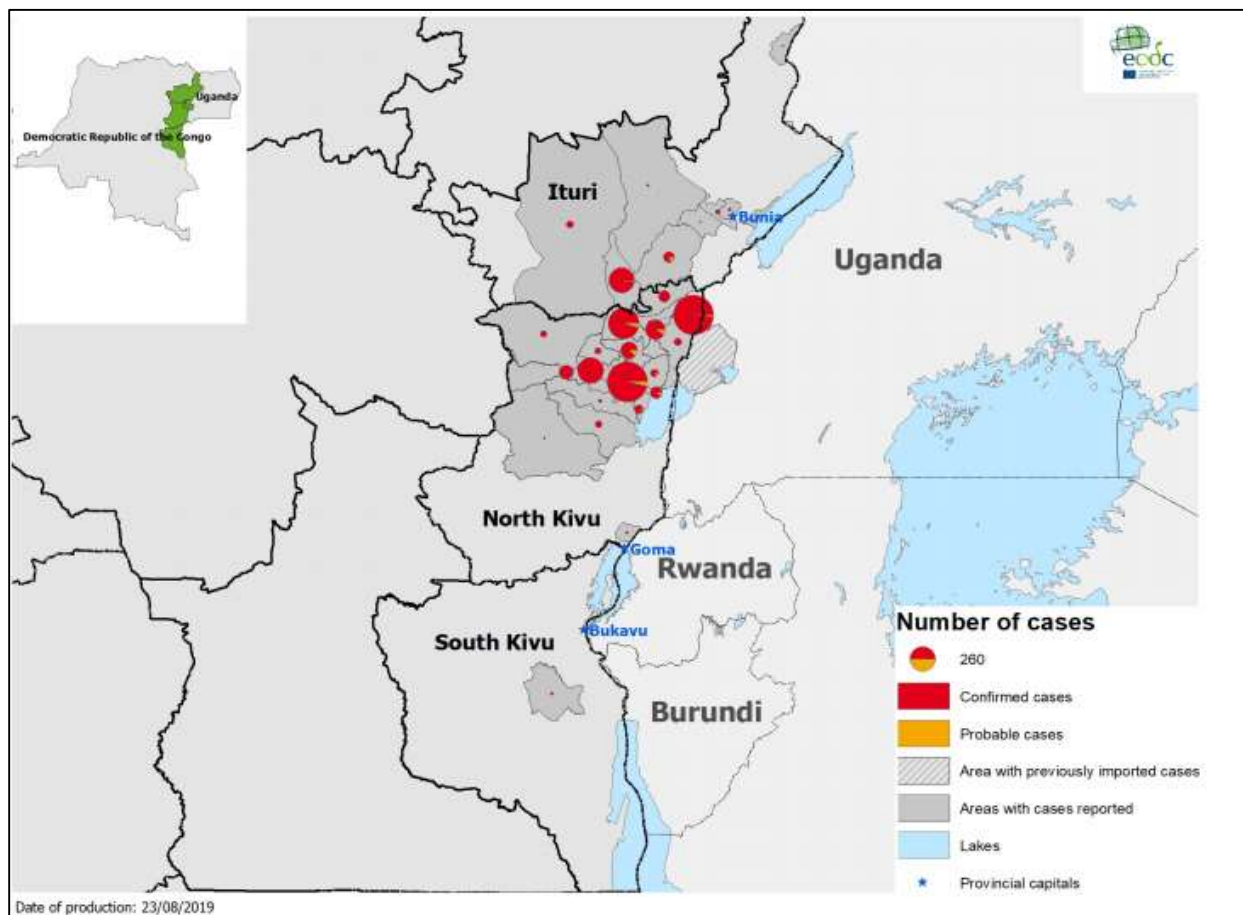 ecdc
Uganda
Democratic Republic of the Congo
Ituri
Bunia
Uganda
North Kivu
Goma
Rwanda
South Kivu
Bukavu
Burundi
Number of cases
260
Confirmed cases
Probable cases
Area with previously imported cases
Areas with cases reported
Lakes
Provincial capitals
Date of production: 23/08/2019